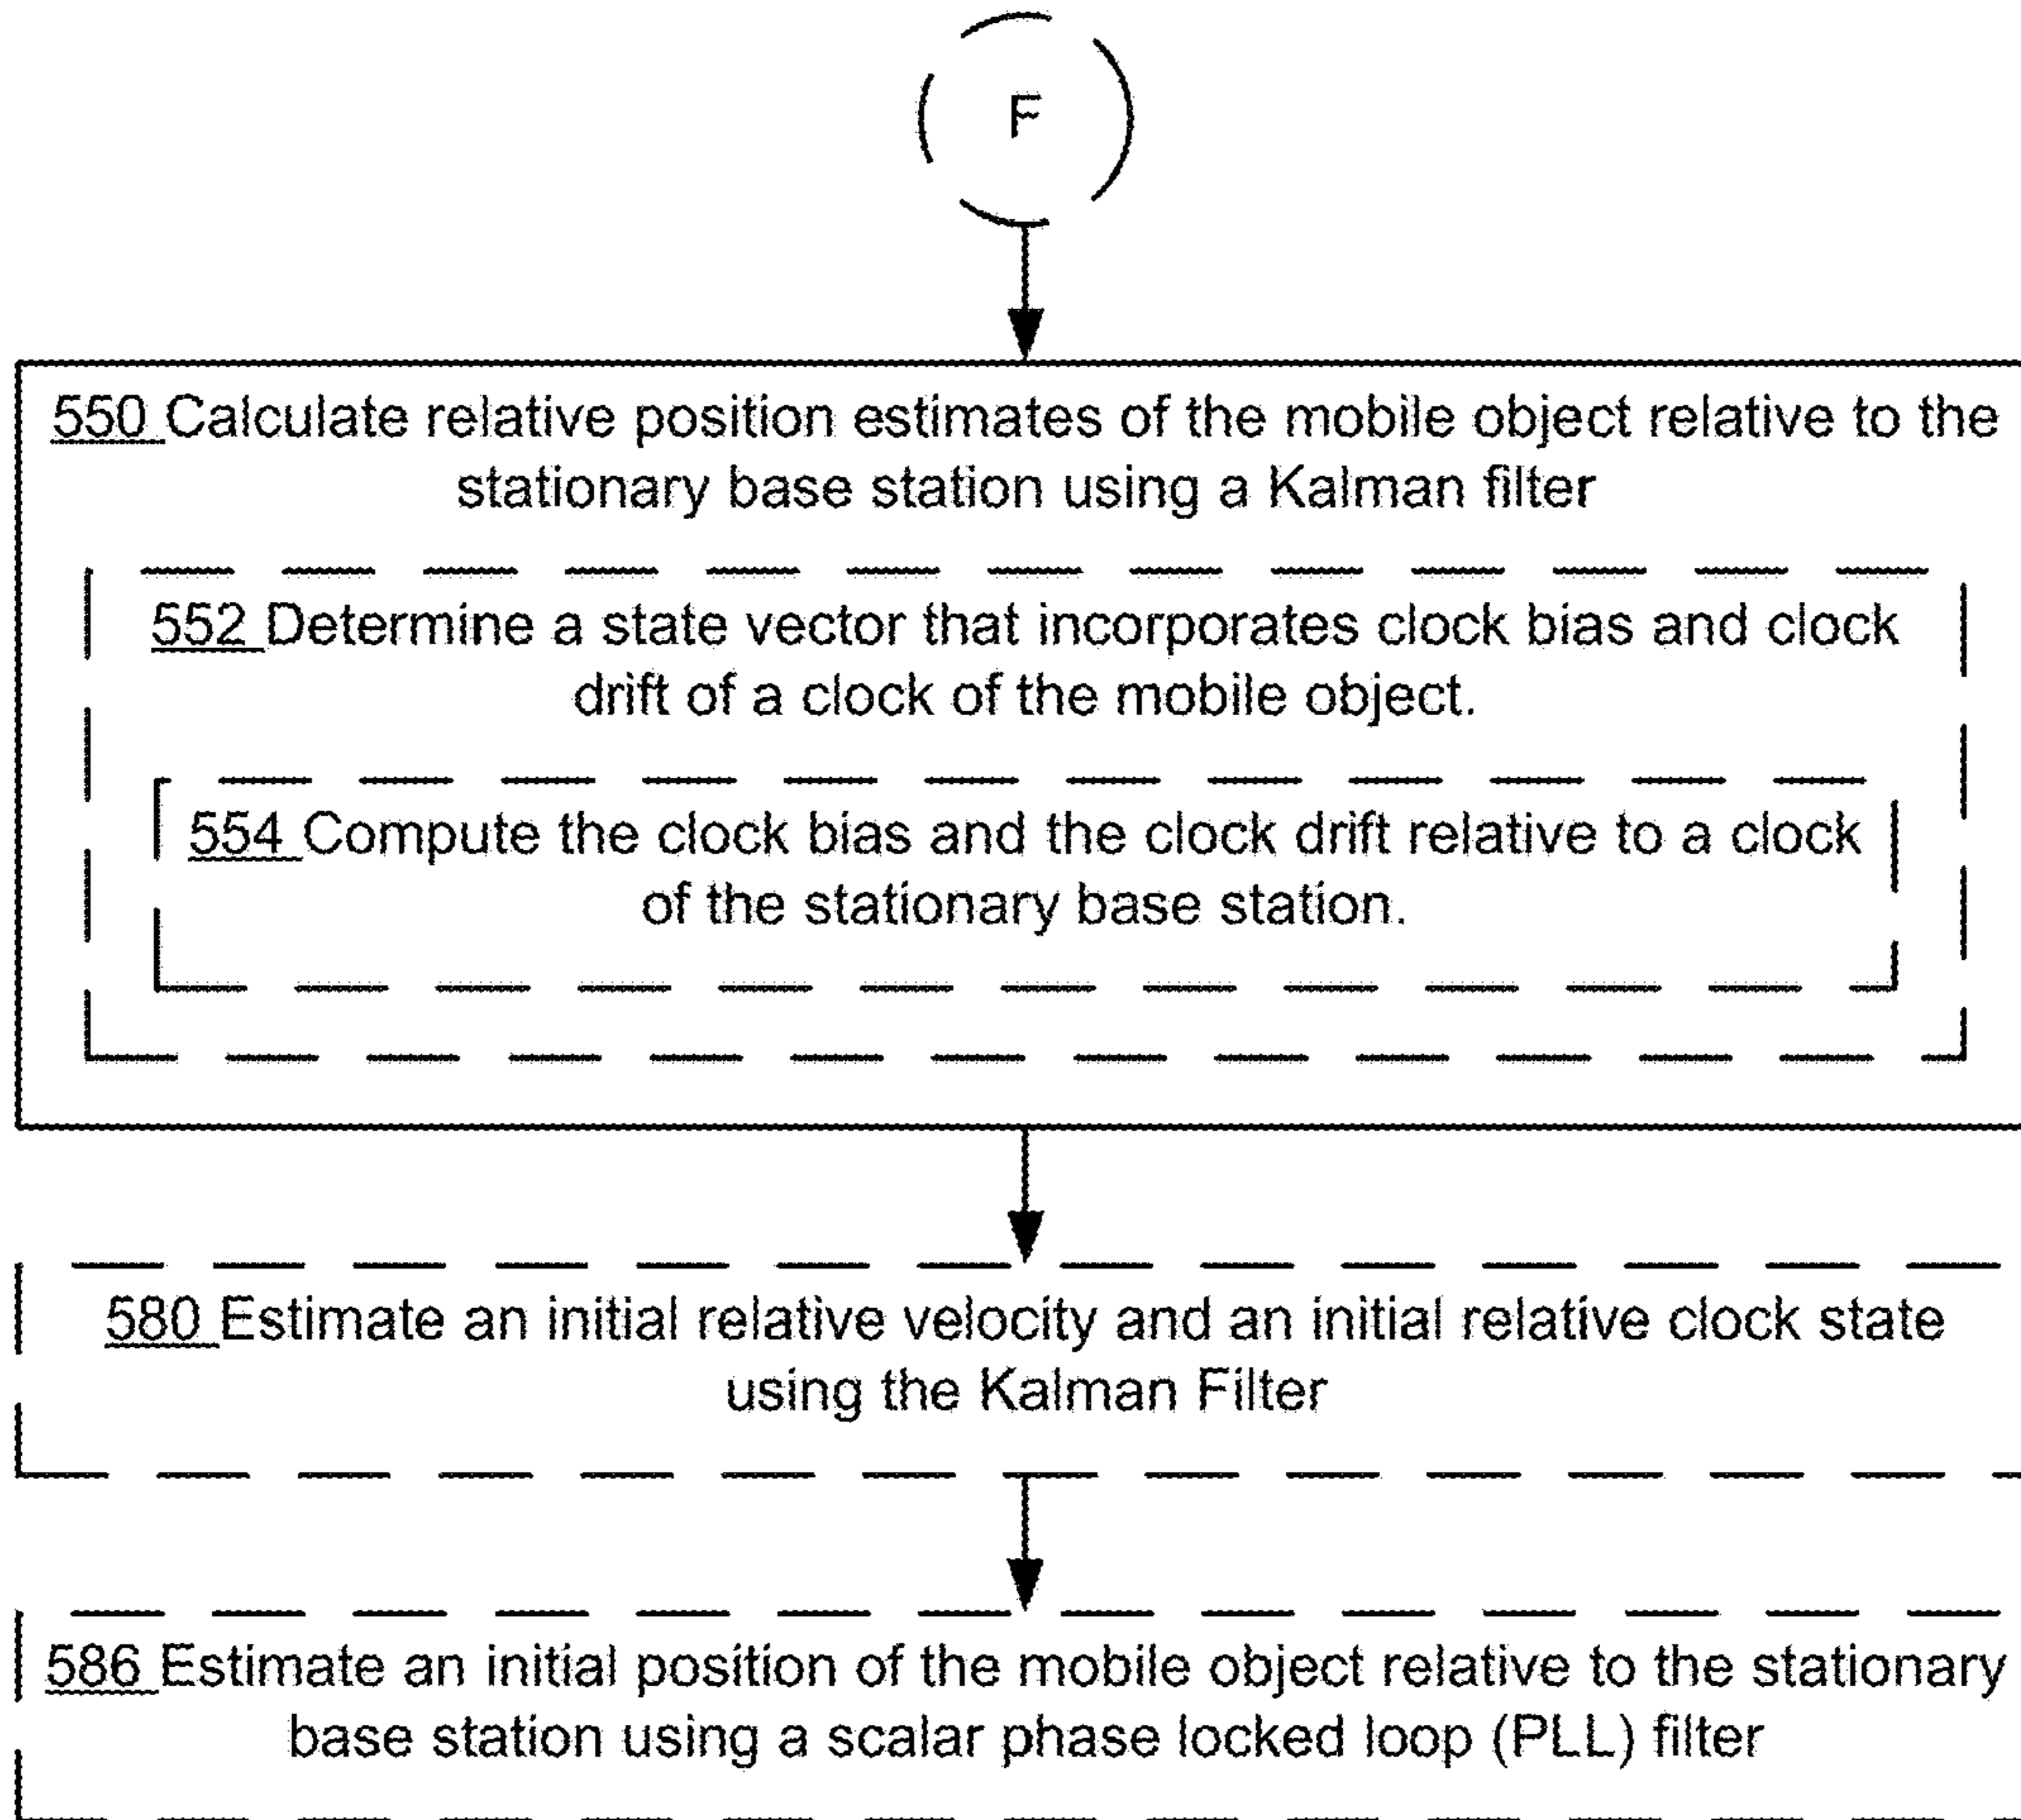 F
550 Calculate relative position estimates of the mobile object relative to the
stationary base station using a Kalman filter
552 Determine a state vector that incorporates clock bias and clock
drift of a clock of the mobile object.
554 Compute the clock bias and the clock drift relative to a clock
of the stationary base station.
580 Estimate an initial relative velocity and an initial relative clock state
using the Kalman Filter
586 Estimate an initial position of the mobile object relative to the stationary
base station using a scalar phase locked loop (PLL) filter